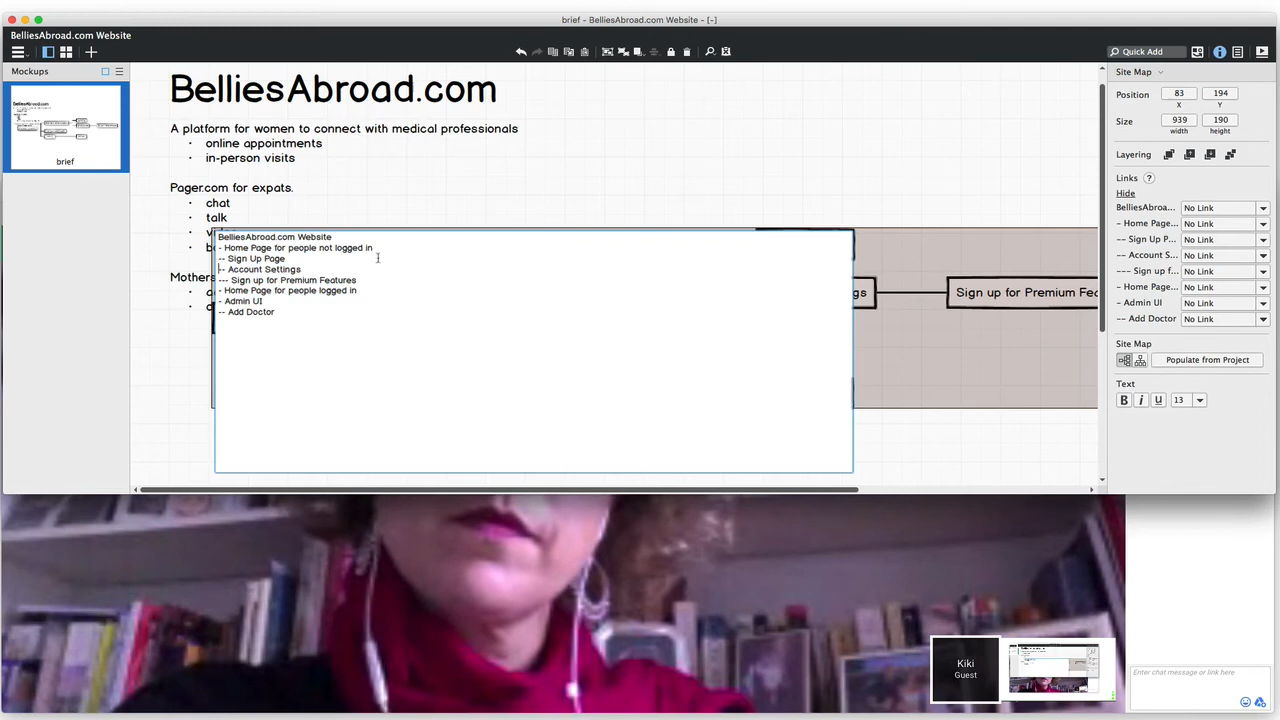 brief - BelliesAbroad.com Website - [-]
BelliesAbroad.com Website
Quick Add
Mockups
brief
BelliesAbroad.com
A platform for women to connect with medical professionals
· online appointments
· in-person visits
Pager.com for expats.
· chat
· talk
Mothers
BelliesAbroad.com Website
- Home Page for people not logged in
-- Sign Up Page
-- Account Settings
--- Sign up for Premium Features
- Home Page for people logged in
- Admin UI
-- Add Doctor
gs
Sign up for Premium Fea
Site Map
Position
83
194
X
Y
Size
939
190
width
height
Layering
Links ?
Hide
BelliesAbroa... No Link
- Home Page... No Link
-- Sign Up P... No Link
-- Account S... No Link
--- Sign up f... No Link
- Home Page... No Link
- Admin UI No Link
-- Add Doctor No Link
Site Map
Populate from Project
Text
B i U 13
Kiki
Guest
Enter chat message or link here